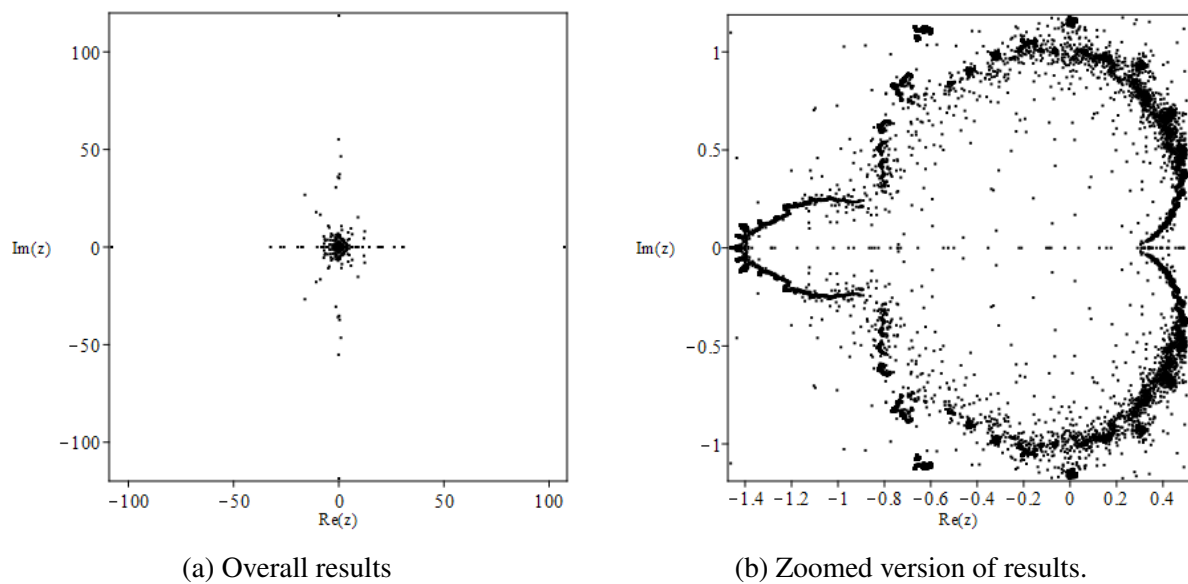 100
50
Im(z)
0
−50
−100
−100
−50
0
50
100
Re(z)
(a) Overall results
1
0.5
Im(z)
0
−0.5
−1
−1.4 −1.2 −1 −0.8 −0.6 −0.4 −0.2 0 0.2 0.4
Re(z)
(b) Zoomed version of results.